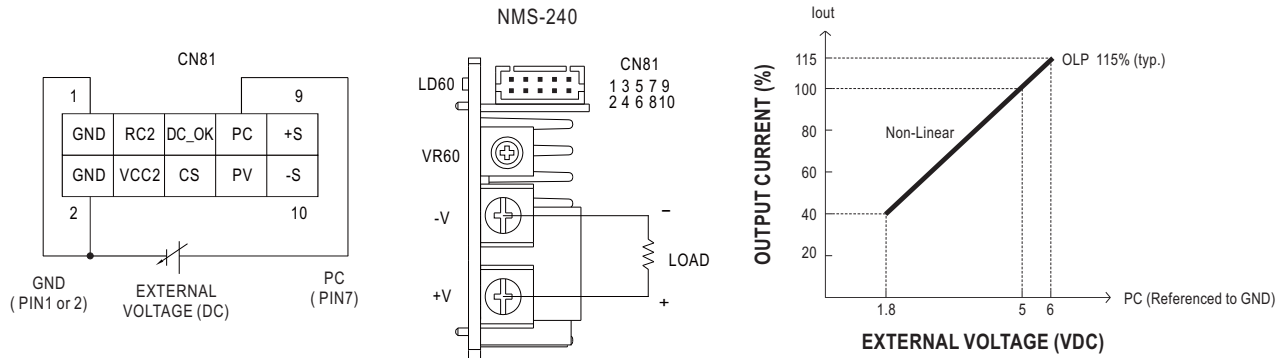 NMS-240
CN81
1 9
GND RC2 DC_OK PC +S
GND VCC2 CS PV -S
2 10
GND
( PIN1 or 2)
EXTERNAL
VOLTAGE (DC)
PC
( PIN7)
LD60
CN81
1 3 5 7 9
2 4 6 8 10
VR60
-V
+V
–
LOAD
+
Iout
OUTPUT CURRENT (%)
115
100
80
60
40
20
OLP 115% (typ.)
Non-Linear
1.8 5 6
PC (Referenced to GND)
EXTERNAL VOLTAGE (VDC)